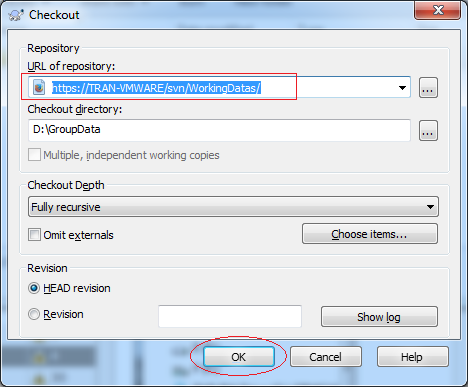 Checkout
Repository
URL of repository:
https://TRAN-VMWARE/svn/WorkingDatas/
...
Checkout directory:
D:\GroupData
...
Multiple, independent working copies
Checkout Depth
Fully recursive
Omit externals
Choose items...
Revision
HEAD revision
Revision
Show log
OK
Cancel
Help